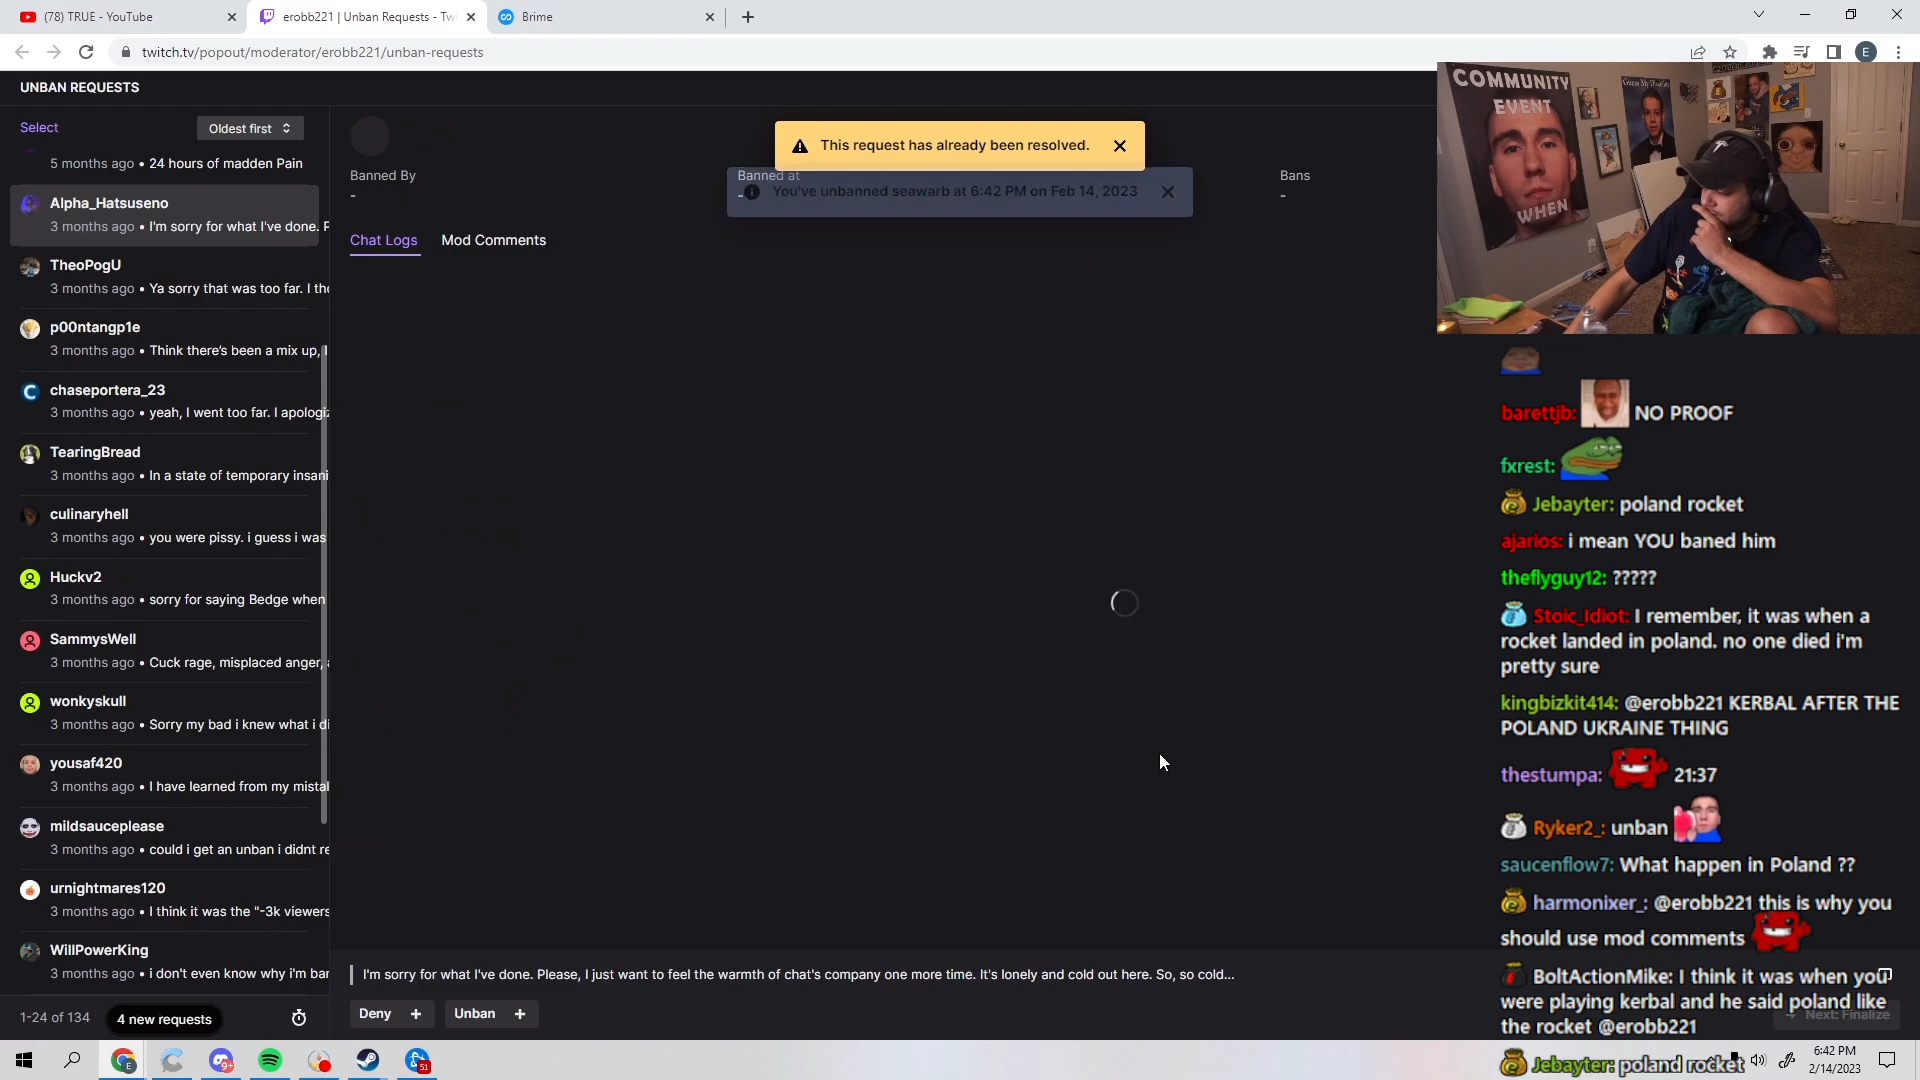 (78) TRUE - YouTube
erobb221 | Unban Requests - Twi
Brime
twitch.tv/popout/moderator/erobb221/unban-requests
E
UNBAN REQUESTS
Select
Oldest first
5 months ago • 24 hours of madden Pain
Alpha_Hatsuseno
3 months ago • I'm sorry for what I've done. P
TheoPogU
3 months ago • Ya sorry that was too far. I tho
p00ntangp1e
3 months ago • Think there's been a mix up,
C
chaseportera_23
3 months ago • yeah, I went too far. I apologiz
TearingBread
3 months ago • In a state of temporary insani
culinaryhell
3 months ago • you were pissy. i guess i was
Huckv2
3 months ago • sorry for saying Bedge when
SammysWell
3 months ago • Cuck rage, misplaced anger, a
wonkyskull
3 months ago • Sorry my bad i knew what i di
yousaf420
3 months ago • I have learned from my mistal
mildsauceplease
3 months ago • could i get an unban i didnt re
urnightmares120
3 months ago • I think it was the "-3k viewers
WillPowerKing
3 months ago • i don't even know why i'm bar
1-24 of 134
4 new requests
This request has already been resolved.
Banned By
-
Banned at
-
You've unbanned seawarb at 6:42 PM on Feb 14, 2023
Bans
-
Chat Logs
Mod Comments
I'm sorry for what I've done. Please, I just want to feel the warmth of chat's company one more time. It's lonely and cold out here. So, so cold...
Deny +
Unban +
Next: Finalize
COMMUNITY
EVENT
WHEN
barettjb: NO PROOF
fxrest:
Jebayter: poland rocket
ajarios: i mean YOU baned him
theflyguy12: ?????
Stoic_Idiot: I remember, it was when a
rocket landed in poland. no one died i'm
pretty sure
kingbizkit414: @erobb221 KERBAL AFTER THE
POLAND UKRAINE THING
thestumpa: 21:37
Ryker2_: unban
saucenflow7: What happen in Poland ??
harmonixer_: @erobb221 this is why you
should use mod comments
BoltActionMike: I think it was when you
were playing kerbal and he said poland like
the rocket @erobb221
Jebayter: poland rocket
9+
51
6:42 PM
2/14/2023